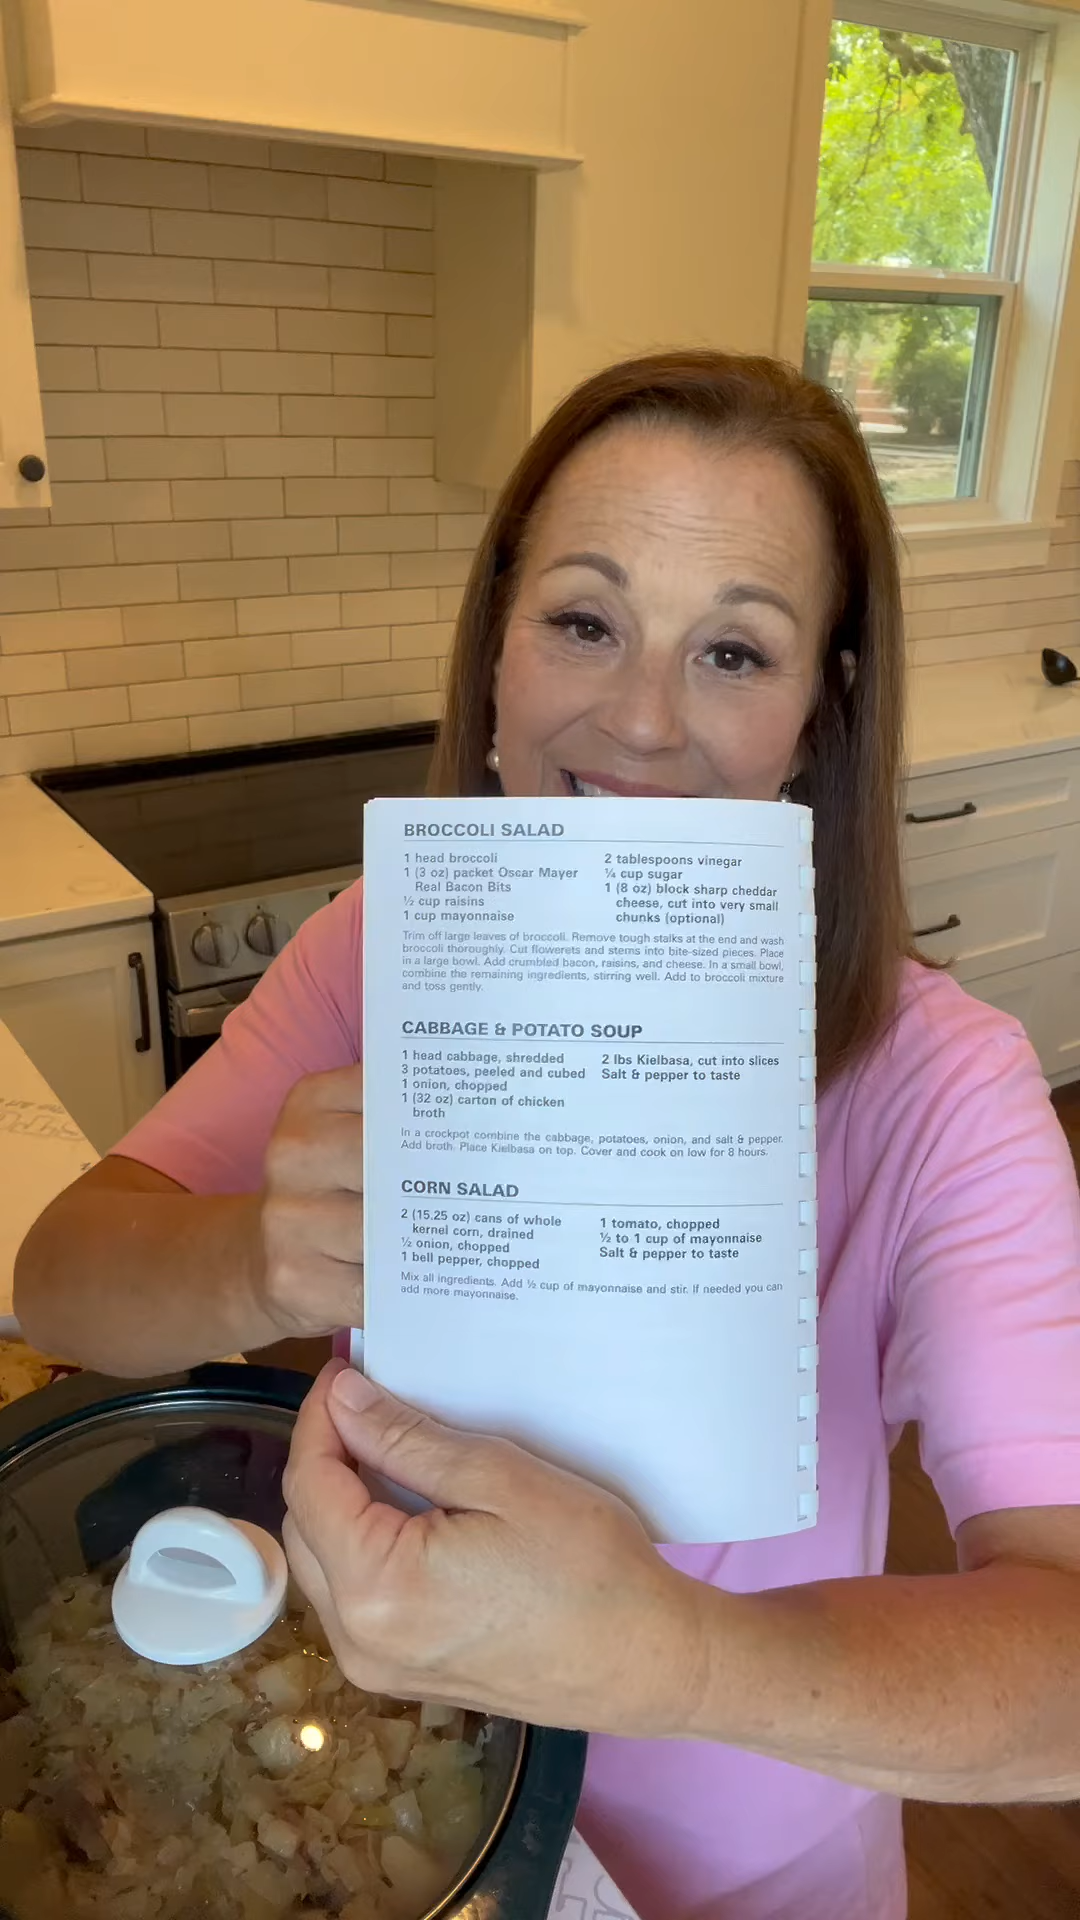 BROCCOLI SALAD
1 head broccoli
1 (3 oz) packet Oscar Mayer
Real Bacon Bits
½ cup raisins
1 cup mayonnaise
2 tablespoons vinegar
¼ cup sugar
1 (8 oz) block sharp cheddar
cheese, cut into very small
chunks (optional)
Trim off large leaves of broccoli. Remove tough stalks at the end and wash
broccoli thoroughly. Cut flowerets and stems into bite-sized pieces. Place
in a large bowl. Add crumbled bacon, raisins, and cheese. In a small bowl,
combine the remaining ingredients, stirring well. Add to broccoli mixture
and toss gently.
CABBAGE & POTATO SOUP
1 head cabbage, shredded
3 potatoes, peeled and cubed
1 onion, chopped
1 (32 oz) carton of chicken
broth
2 lbs Kielbasa, cut into slices
Salt & pepper to taste
In a crockpot combine the cabbage, potatoes, onion, and salt & pepper.
Add broth. Place Kielbasa on top. Cover and cook on low for 8 hours.
CORN SALAD
2 (15.25 oz) cans of whole
kernel corn, drained
½ onion, chopped
1 bell pepper, chopped
1 tomato, chopped
½ to 1 cup of mayonnaise
Salt & pepper to taste
Mix all ingredients. Add ½ cup of mayonnaise and stir. If needed you can
add more mayonnaise.